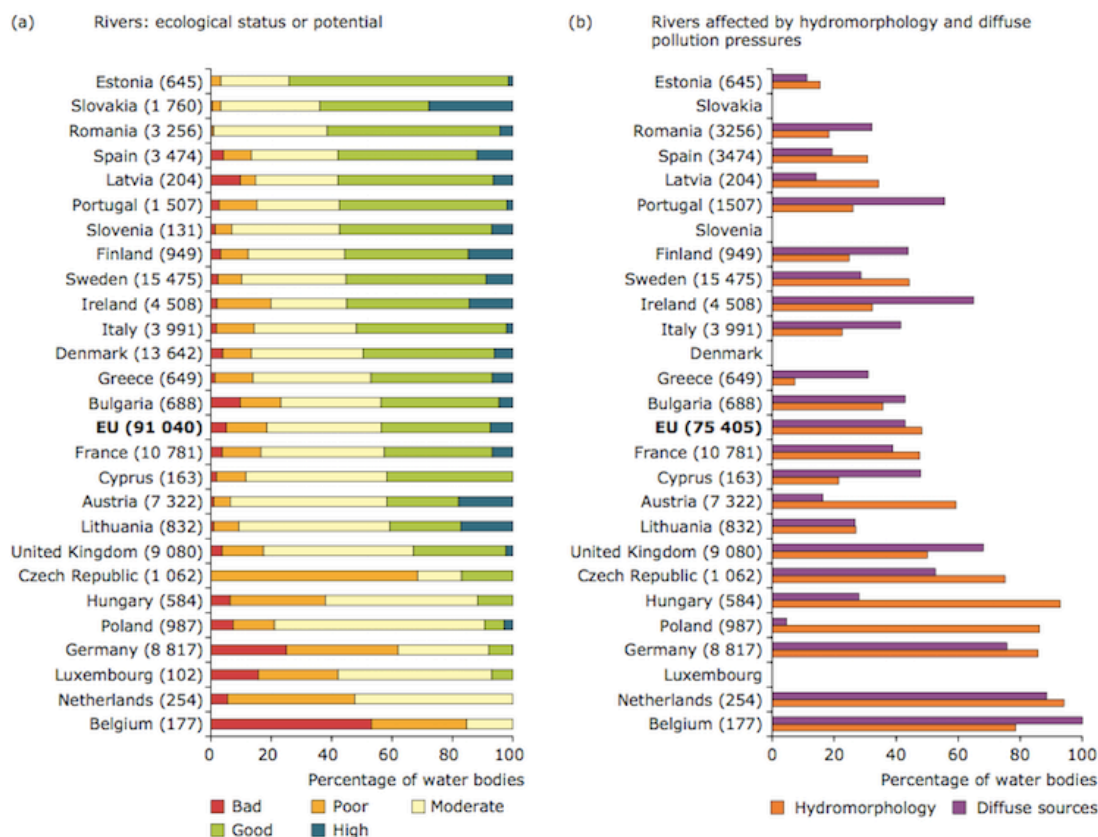 (a) Rivers: ecological status or potential
Estonia (645)
Slovakia (1 760)
Romania (3 256)
Spain (3 474)
Latvia (204)
Portugal (1 507)
Slovenia (131)
Finland (949)
Sweden (15 475)
Ireland (4 508)
Italy (3 991)
Denmark (13 642)
Greece (649)
Bulgaria (688)
EU (91 040)
France (10 781)
Cyprus (163)
Austria (7 322)
Lithuania (832)
United Kingdom (9 080)
Czech Republic (1 062)
Hungary (584)
Poland (987)
Germany (8 817)
Luxembourg (102)
Netherlands (254)
Belgium (177)
0 20 40 60 80 100
Percentage of water bodies
Bad Poor Moderate
Good High
(b) Rivers affected by hydromorphology and diffuse
pollution pressures
Estonia (645)
Slovakia
Romania (3256)
Spain (3474)
Latvia (204)
Portugal (1507)
Slovenia
Finland (949)
Sweden (15 475)
Ireland (4 508)
Italy (3 991)
Denmark
Greece (649)
Bulgaria (688)
EU (75 405)
France (10 781)
Cyprus (163)
Austria (7 322)
Lithuania (832)
United Kingdom (9 080)
Czech Republic (1 062)
Hungary (584)
Poland (987)
Germany (8 817)
Luxembourg
Netherlands (254)
Belgium (177)
0 20 40 60 80 100
Percentage of water bodies
Hydromorphology Diffuse sources